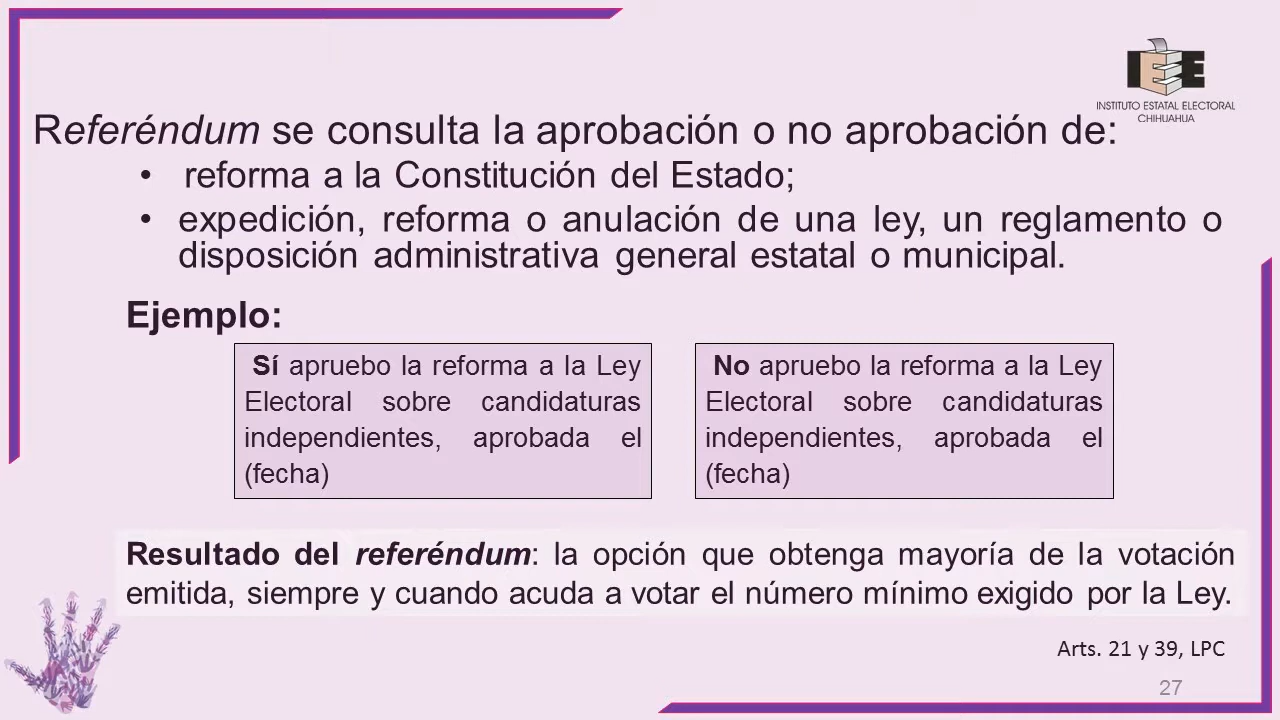 IEE
INSTITUTO ESTATAL ELECTORAL
CHIHUAHUA
Referéndum se consulta la aprobación o no aprobación de:
• reforma a la Constitución del Estado;
• expedición, reforma o anulación de una ley, un reglamento o
disposición administrativa general estatal o municipal.
Ejemplo:
Sí apruebo la reforma a la Ley
Electoral sobre candidaturas
independientes, aprobada el
(fecha)
No apruebo la reforma a la Ley
Electoral sobre candidaturas
independientes, aprobada el
(fecha)
Resultado del referéndum: la opción que obtenga mayoría de la votación
emitida, siempre y cuando acuda a votar el número mínimo exigido por la Ley.
Arts. 21 y 39, LPC
27